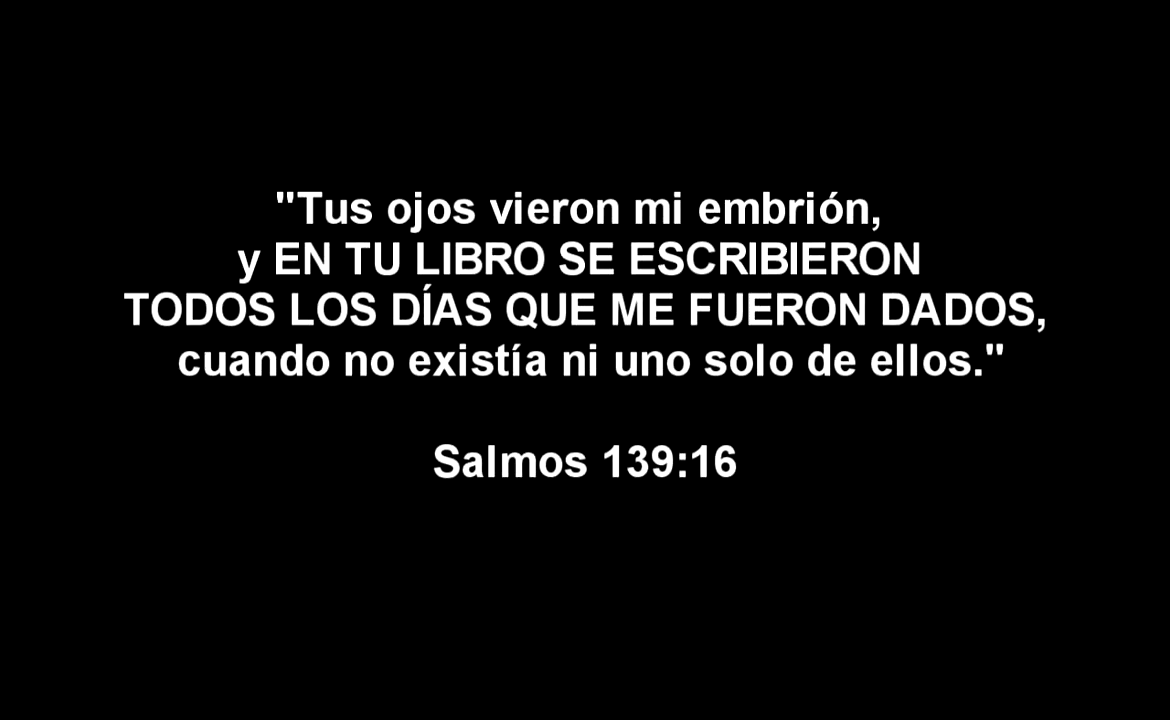 "Tus ojos vieron mi embrión,
y EN TU LIBRO SE ESCRIBIERON
TODOS LOS DÍAS QUE ME FUERON DADOS,
cuando no existía ni uno solo de ellos."
Salmos 139:16